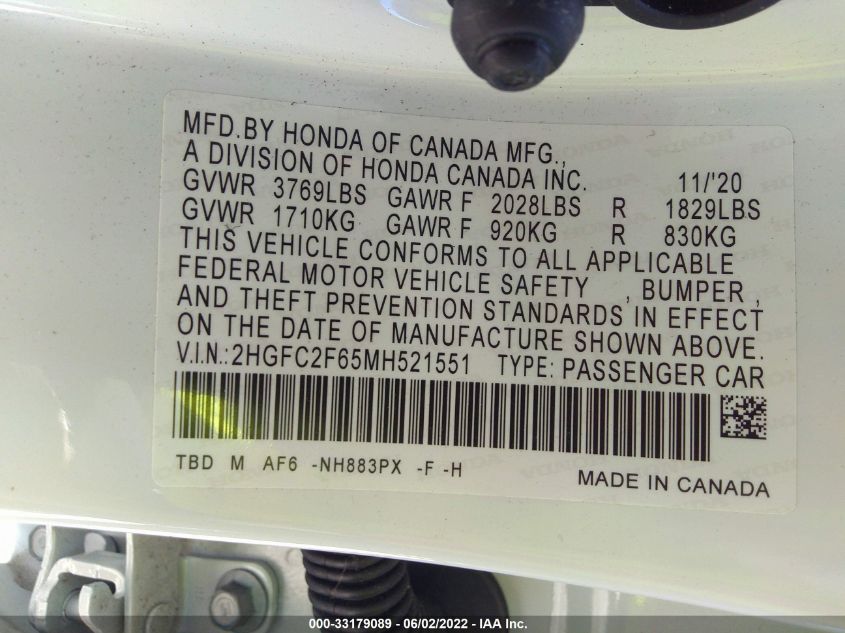 MFD.BY HONDA OF CANADA MFG.,
A DIVISION OF HONDA CANADA INC. 11/'20
GVWR 3769LBS GAWR F 2028LBS R 1829LBS
GVWR 1710KG GAWR F 920KG R 830KG
THIS VEHICLE CONFORMS TO ALL APPLICABLE
FEDERAL MOTOR VEHICLE SAFETY , BUMPER ,
AND THEFT PREVENTION STANDARDS IN EFFECT
ON THE DATE OF MANUFACTURE SHOWN ABOVE.
V.I.N.:2HGFC2F65MH521551 TYPE: PASSENGER CAR
TBD M AF6 -NH883PX -F -H
MADE IN CANADA
000-33179089 - 06/02/2022 - IAA Inc.